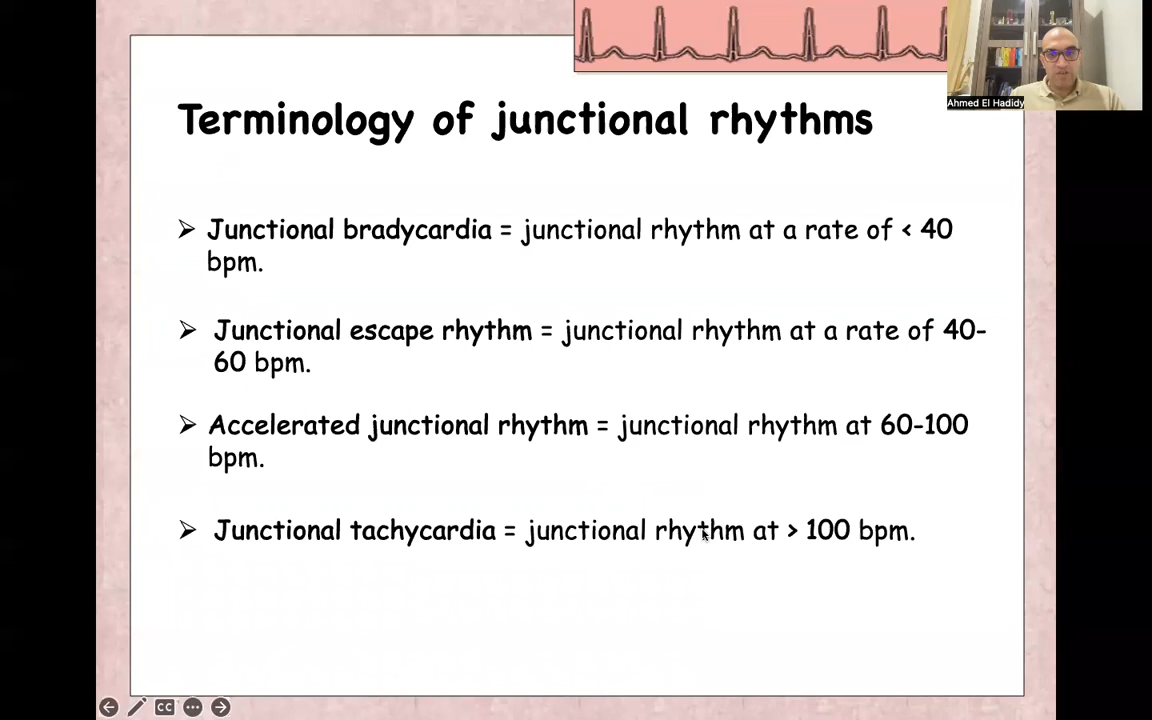 Ahmed El Hadidy
Terminology of junctional rhythms
➢ Junctional bradycardia = junctional rhythm at a rate of < 40
bpm.
➢ Junctional escape rhythm = junctional rhythm at a rate of 40-
60 bpm.
➢ Accelerated junctional rhythm = junctional rhythm at 60-100
bpm.
➢ Junctional tachycardia = junctional rhythm at > 100 bpm.
CC